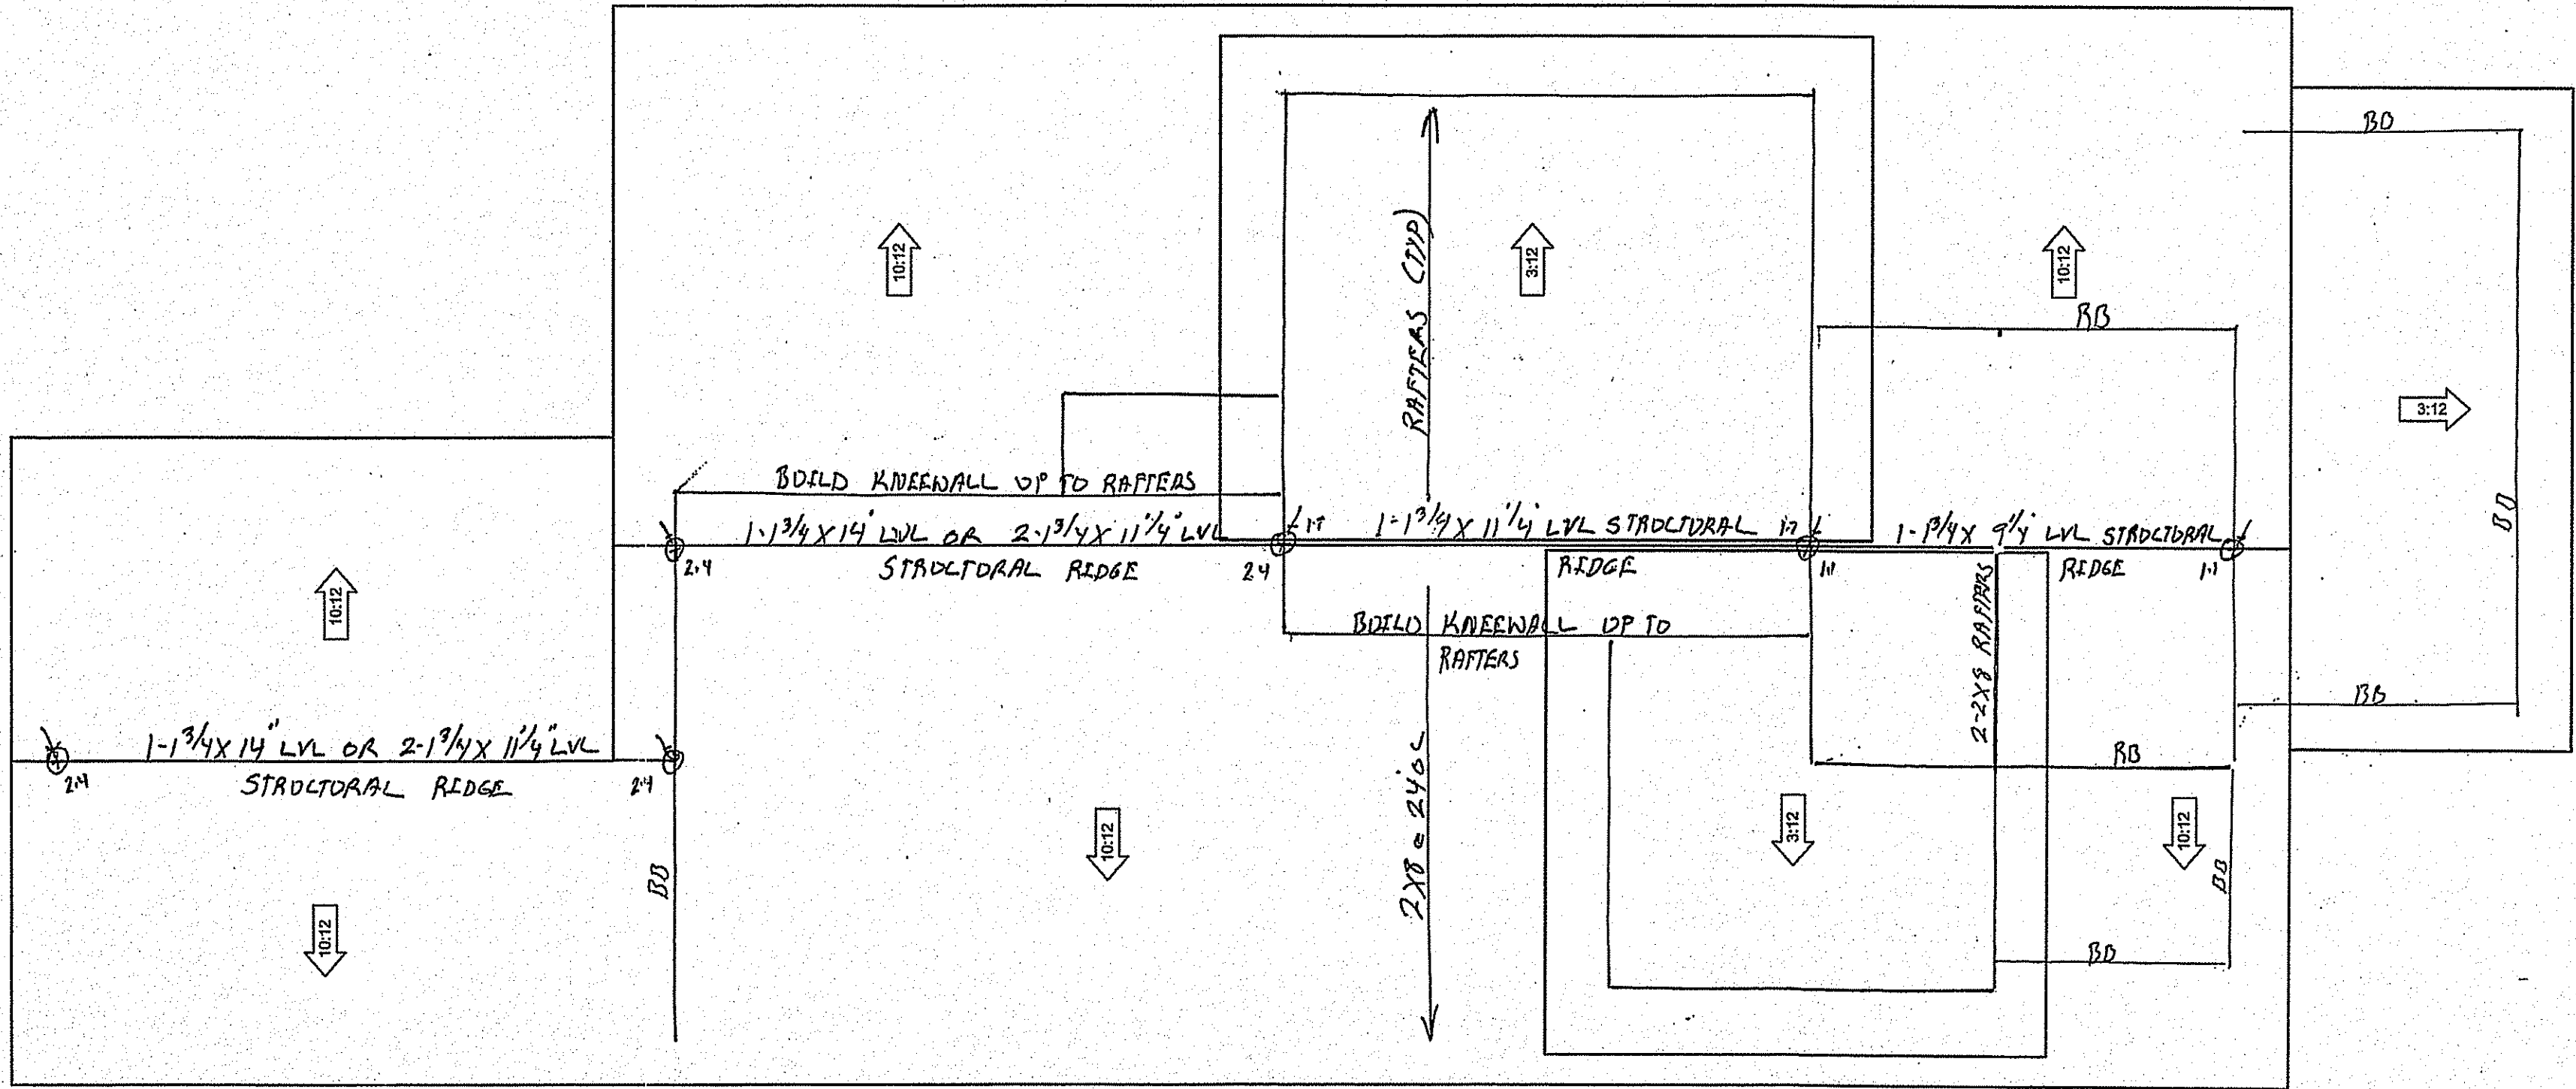 BD
10:12
RAFTERS (TYP)
3:12
10:12
RB
3:12
BUILD KNEEWALL UP TO RAFTERS
BD
1-1 3/4 X 14" LVL OR 2-1 3/4 X 11 1/4" LVL
STRUCTURAL RIDGE
2.4
2.4
1-1 3/4 X 11 1/4" LVL STRUCTURAL
RIDGE
1.1
1-1 3/4 X 9 1/4" LVL STRUCTURAL
RIDGE
1.1
10:12
BUILD KNEEWALL UP TO
RAFTERS
2-2X8 RAFTERS
BB
1-1 3/4 X 14" LVL OR 2-1 3/4 X 11 1/4" LVL
STRUCTURAL RIDGE
2.4
2.4
RB
2X8 @ 24" OC
BB
10:12
3:12
10:12
BB
10:12
BB